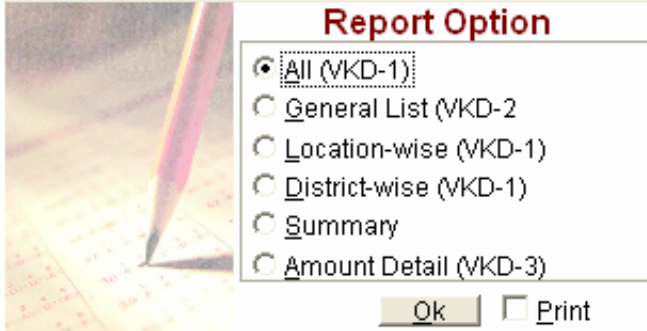 Report Option
All (VKD-1)
General List (VKD-2
Location-wise (VKD-1)
District-wise (VKD-1)
Summary
Amount Detail (VKD-3)
Ok Print